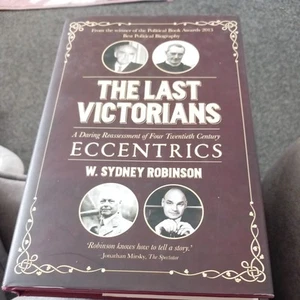 From the winner of the Political Book Awards 2013
Best Political Biography
THE LAST
VICTORIANS
A Daring Reassessment of Four Twentieth Century
ECCENTRICS
W. SYDNEY ROBINSON
'Robinson knows how to tell a story,'
Jonathan Mirsky, The Spectator